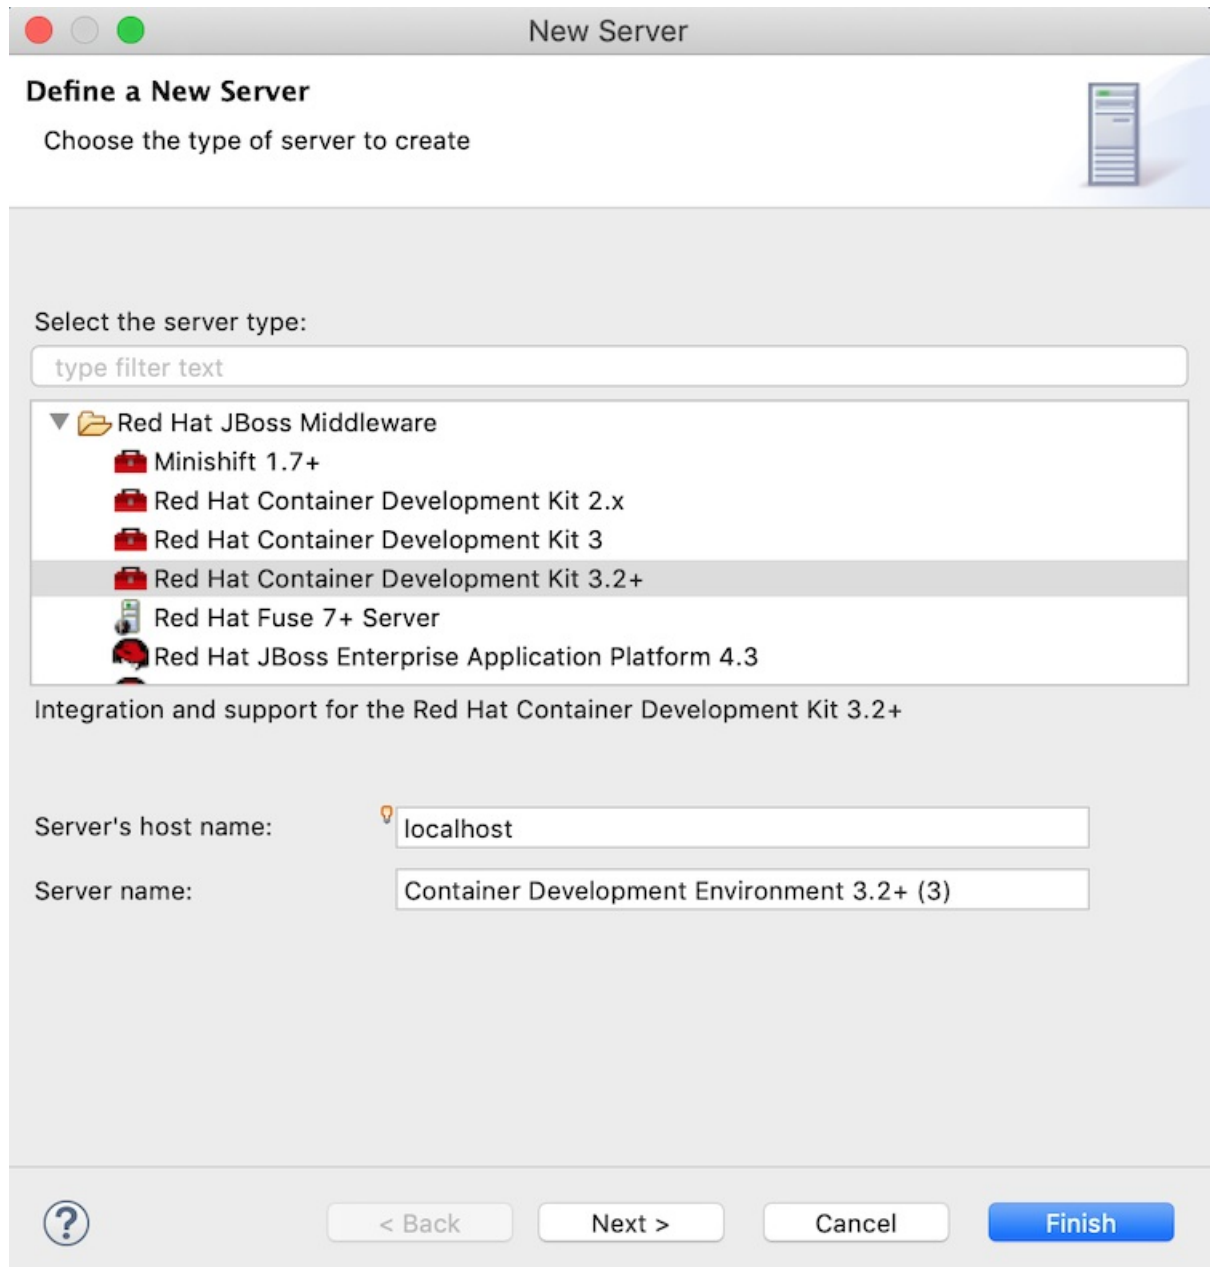 New Server
Define a New Server
Choose the type of server to create
Select the server type:
type filter text
Red Hat JBoss Middleware
Minishift 1.7+
Red Hat Container Development Kit 2.x
Red Hat Container Development Kit 3
Red Hat Container Development Kit 3.2+
Red Hat Fuse 7+ Server
Red Hat JBoss Enterprise Application Platform 4.3
Integration and support for the Red Hat Container Development Kit 3.2+
Server's host name: localhost
Server name: Container Development Environment 3.2+ (3)
? < Back Next > Cancel Finish